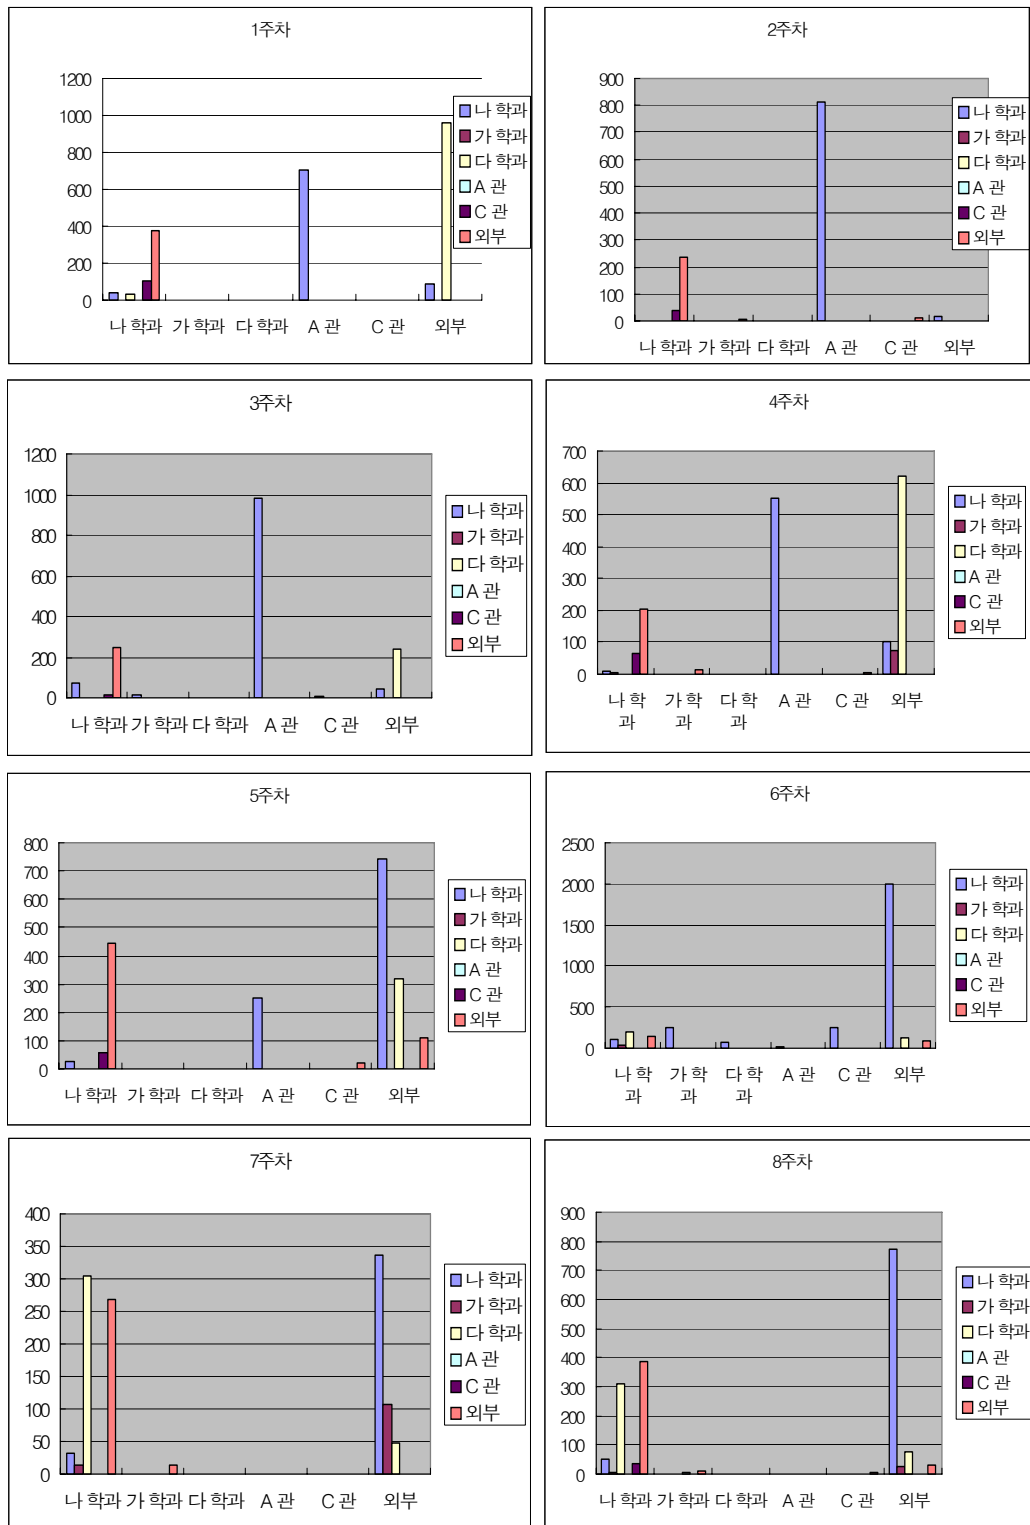 1주차
1200
1000
800
600
400
200
0
나 학과 가 학과 다 학과 A 관 C 관 외부
나 학과
가 학과
다 학과
A 관
C 관
외부
2주차
900
800
700
600
500
400
300
200
100
0
나 학과 가 학과 다 학과 A 관 C 관 외부
나 학과
가 학과
다 학과
A 관
C 관
외부
3주차
1200
1000
800
600
400
200
0
나 학과 가 학과 다 학과 A 관 C 관 외부
나 학과
가 학과
다 학과
A 관
C 관
외부
4주차
700
600
500
400
300
200
100
0
나 학 가 학 다 학 A 관 C 관 외부
과 과 과
나 학과
가 학과
다 학과
A 관
C 관
외부
5주차
800
700
600
500
400
300
200
100
0
나 학과 가 학과 다 학과 A 관 C 관 외부
나 학과
가 학과
다 학과
A 관
C 관
외부
6주차
2500
2000
1500
1000
500
0
나 학 가 학 다 학 A 관 C 관 외부
과 과 과
나 학과
가 학과
다 학과
A 관
C 관
외부
7주차
400
350
300
250
200
150
100
50
0
나 학과 가 학과 다 학과 A 관 C 관 외부
나 학과
가 학과
다 학과
A 관
C 관
외부
8주차
900
800
700
600
500
400
300
200
100
0
나 학과 가 학과 다 학과 A 관 C 관 외부
나 학과
가 학과
다 학과
A 관
C 관
외부